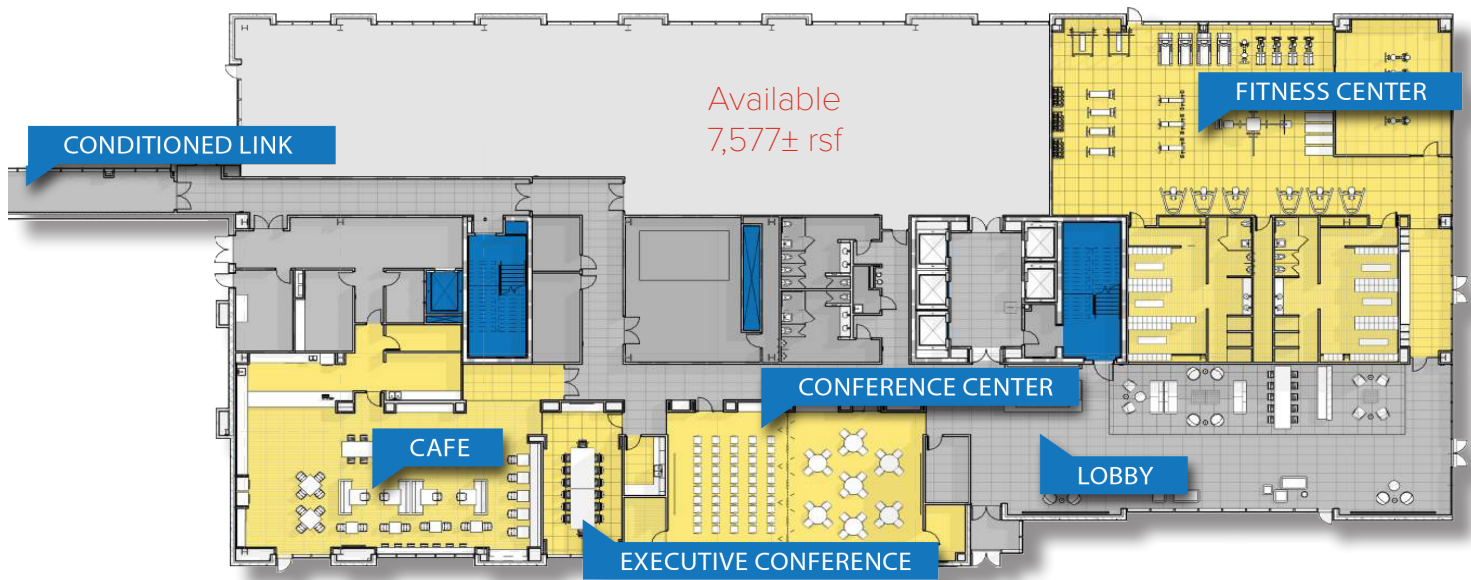 Available
7,577± rsf
FITNESS CENTER
CONDITIONED LINK
CONFERENCE CENTER
CAFE
LOBBY
EXECUTIVE CONFERENCE